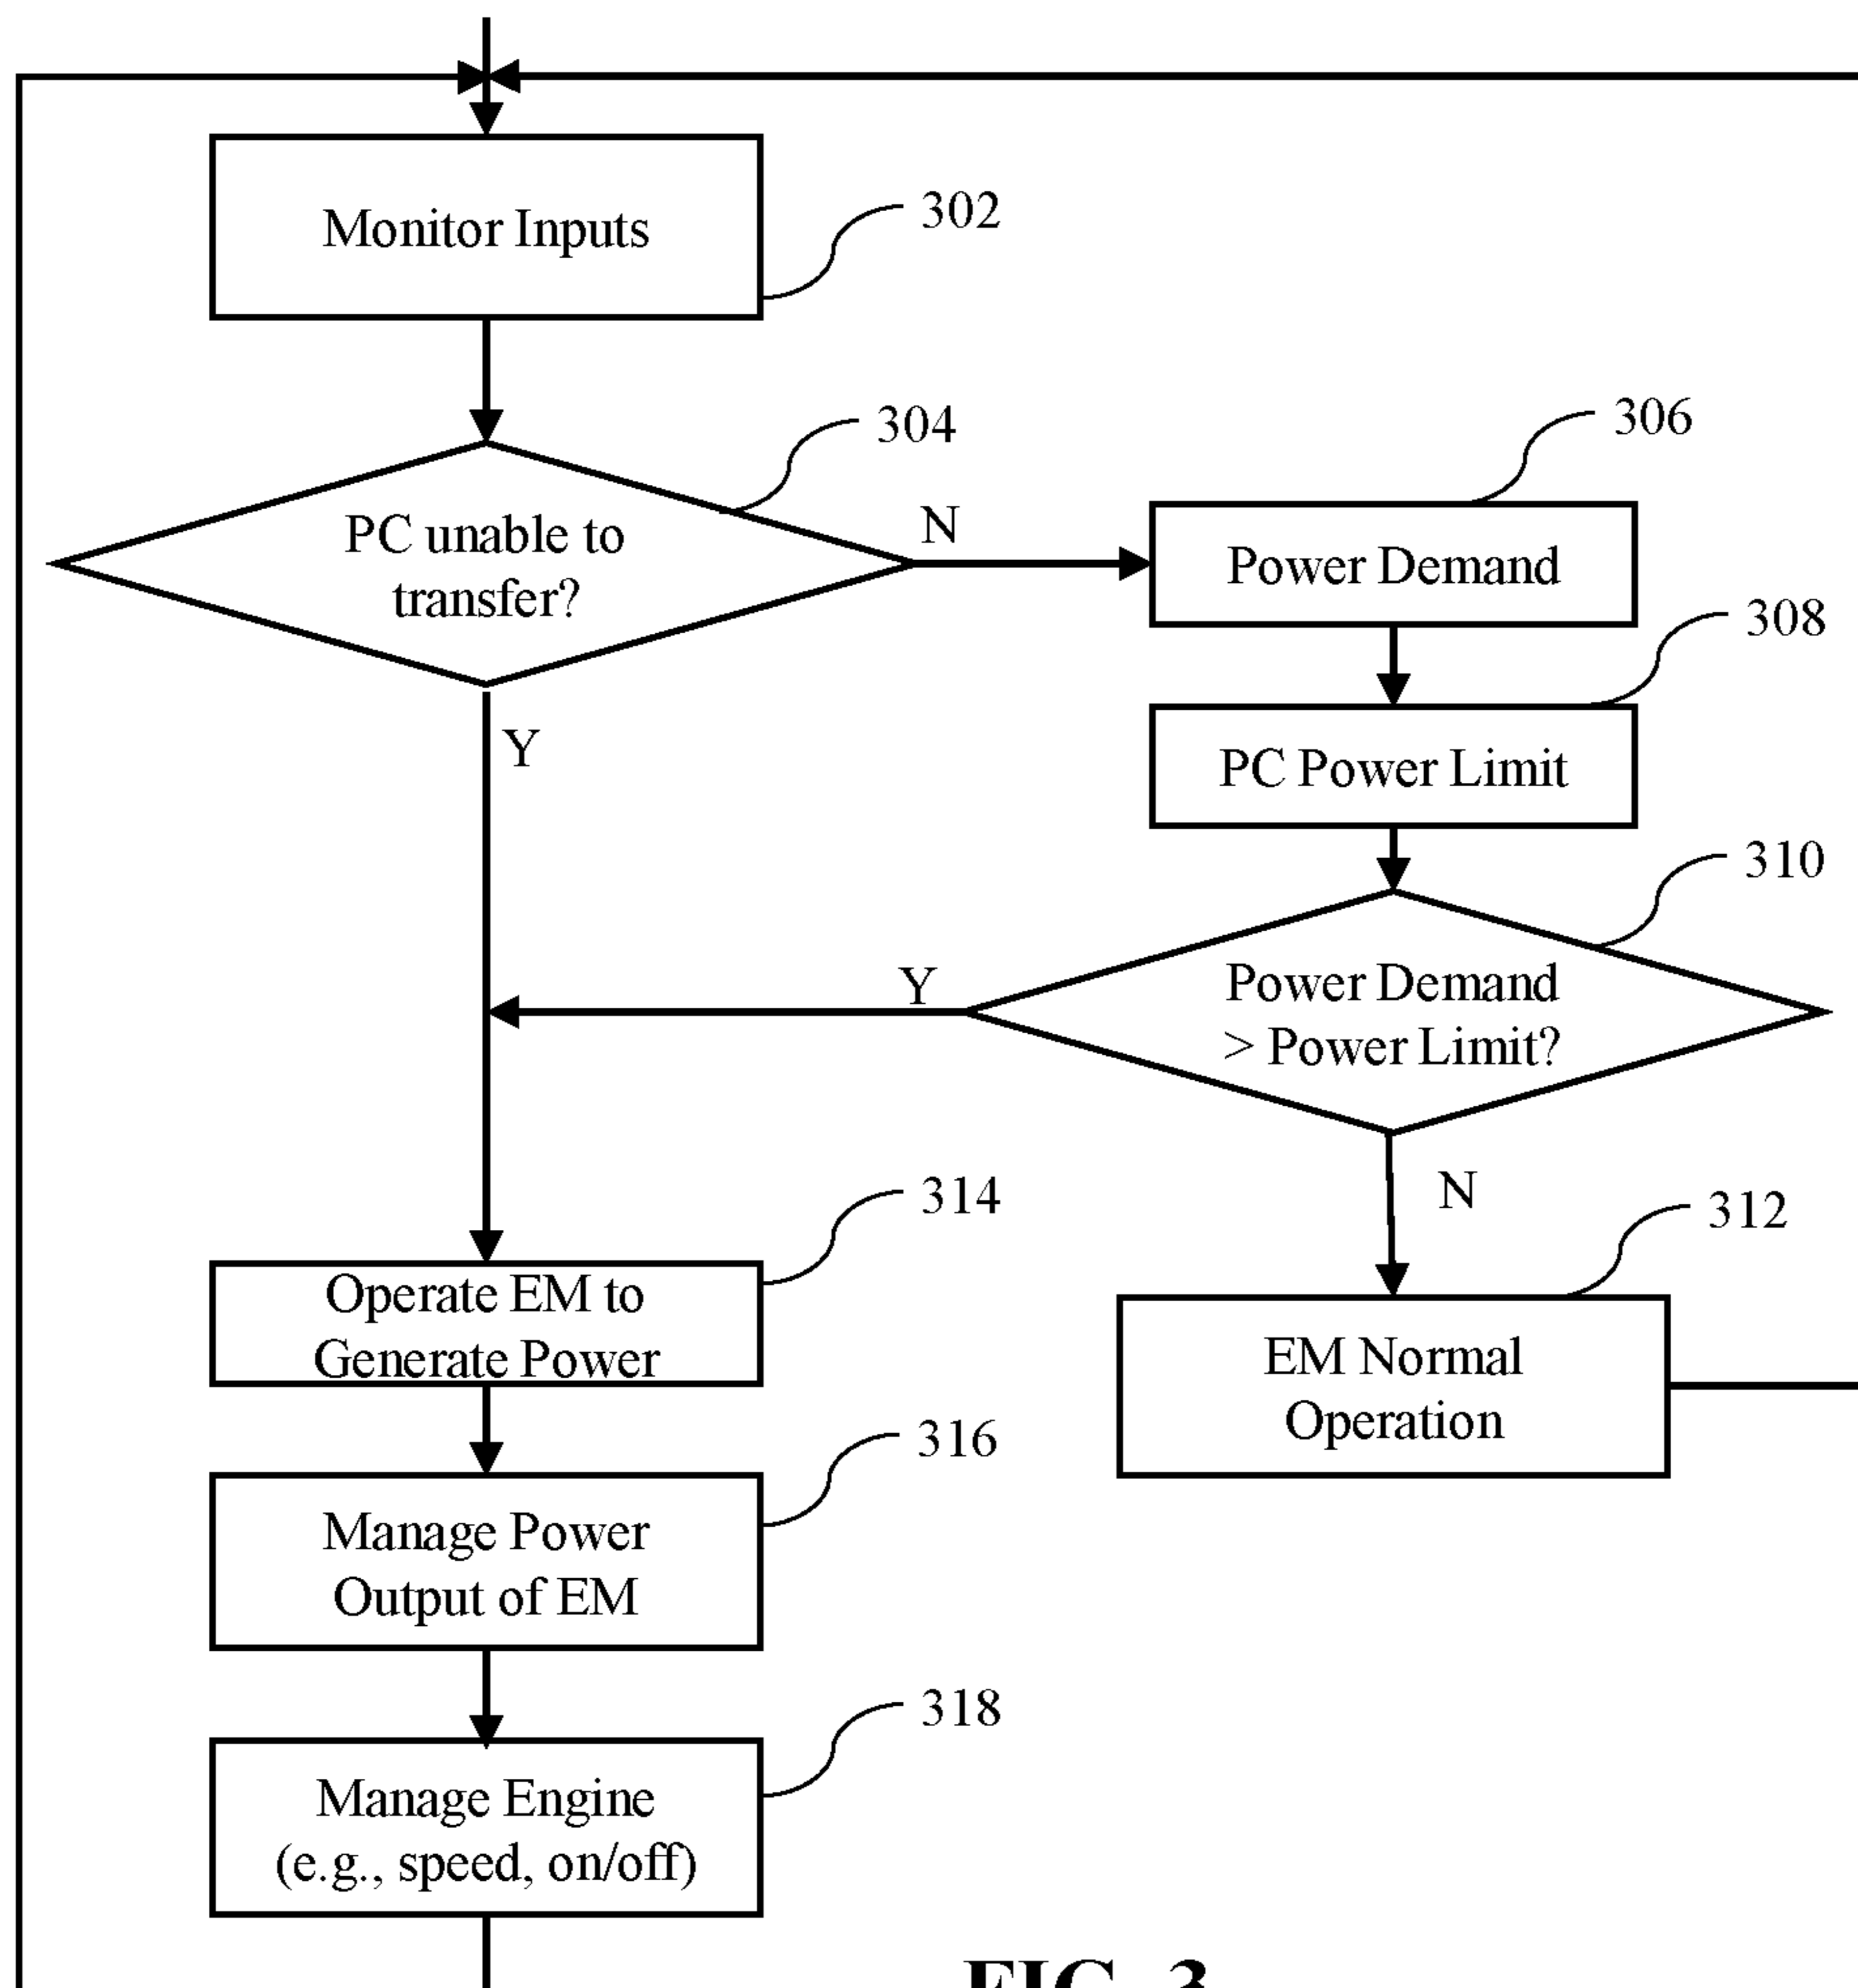 Monitor Inputs
302
304
PC unable to
transfer?
N
306
Power Demand
308
PC Power Limit
Y
310
Power Demand
> Power Limit?
Y
N
312
EM Normal
Operation
314
Operate EM to
Generate Power
316
Manage Power
Output of EM
318
Manage Engine
(e.g., speed, on/off)
FIG. 3